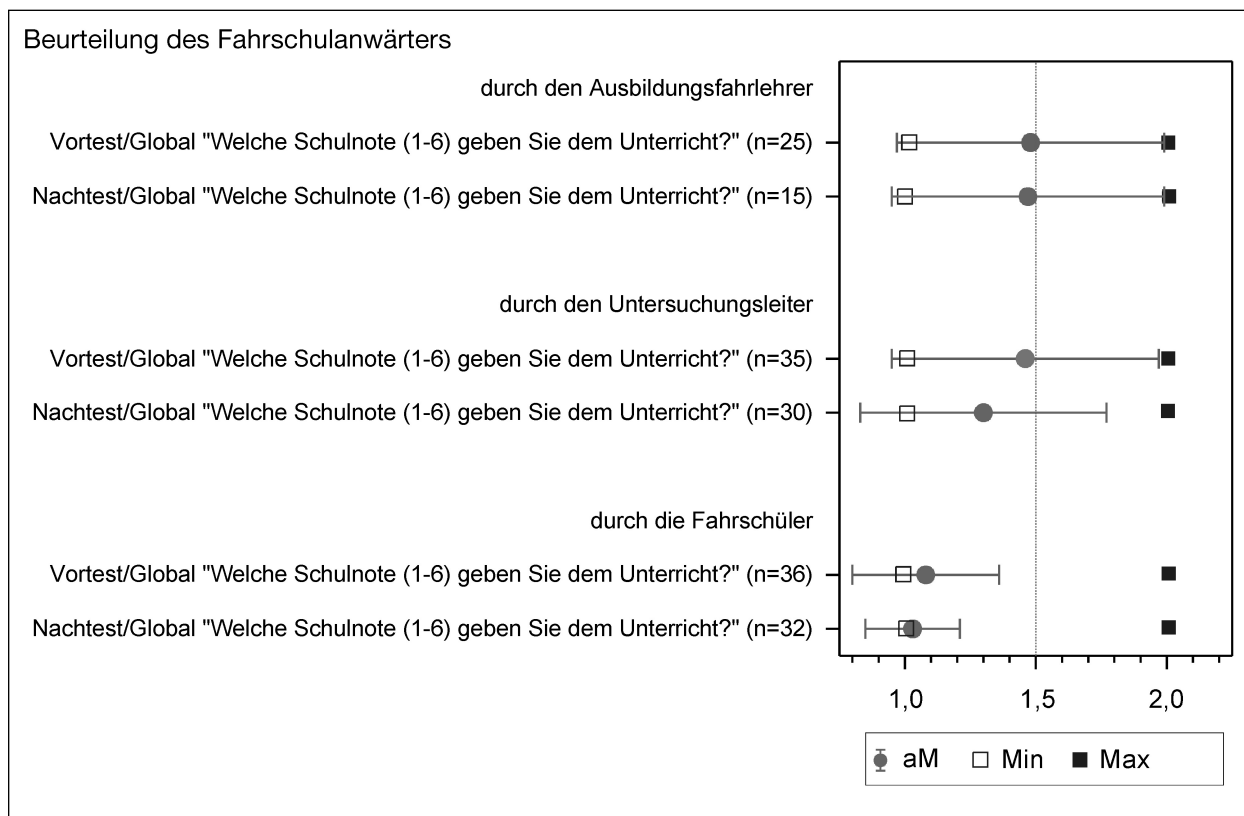 Beurteilung des Fahrschulanwärters
durch den Ausbildungsfahrlehrer
Vortest/Global "Welche Schulnote (1-6) geben Sie dem Unterricht?" (n=25)
Nachtest/Global "Welche Schulnote (1-6) geben Sie dem Unterricht?" (n=15)
durch den Untersuchungsleiter
Vortest/Global "Welche Schulnote (1-6) geben Sie dem Unterricht?" (n=35)
Nachtest/Global "Welche Schulnote (1-6) geben Sie dem Unterricht?" (n=30)
durch die Fahrschüler
Vortest/Global "Welche Schulnote (1-6) geben Sie dem Unterricht?" (n=36)
Nachtest/Global "Welche Schulnote (1-6) geben Sie dem Unterricht?" (n=32)
1,0 1,5 2,0
aM Min Max